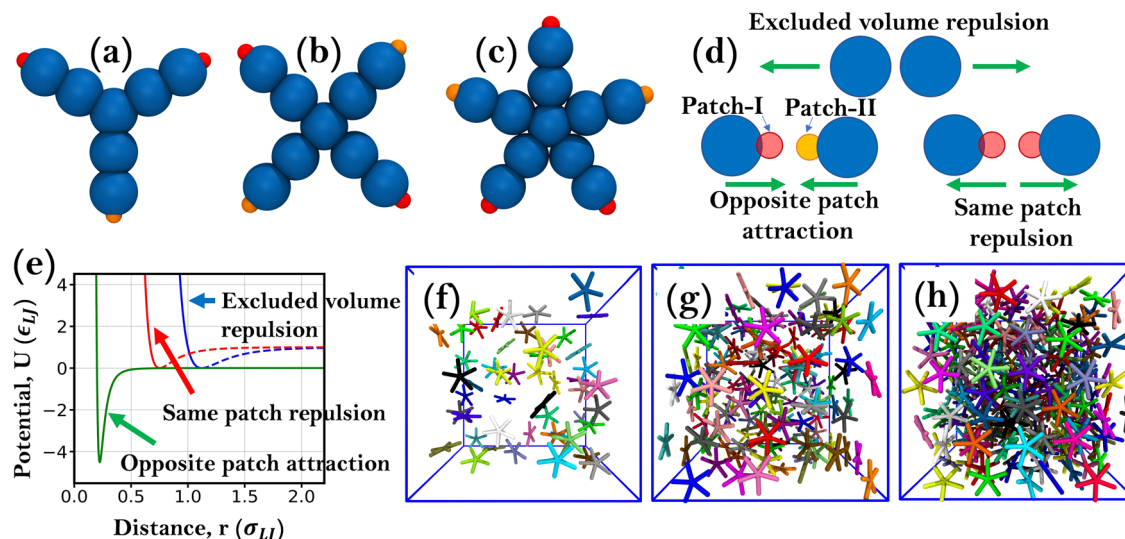 (a)
(b)
(c)
(d)
Excluded volume repulsion
Patch-I
Patch-II
Opposite patch
attraction
Same patch
repulsion
(e)
Potential, U (ϵLJ)
4
2
0
−2
−4
Excluded volume
repulsion
Same patch repulsion
Opposite patch attraction
0.0 0.5 1.0 1.5 2.0
Distance, r (σLJ)
(f)
(g)
(h)